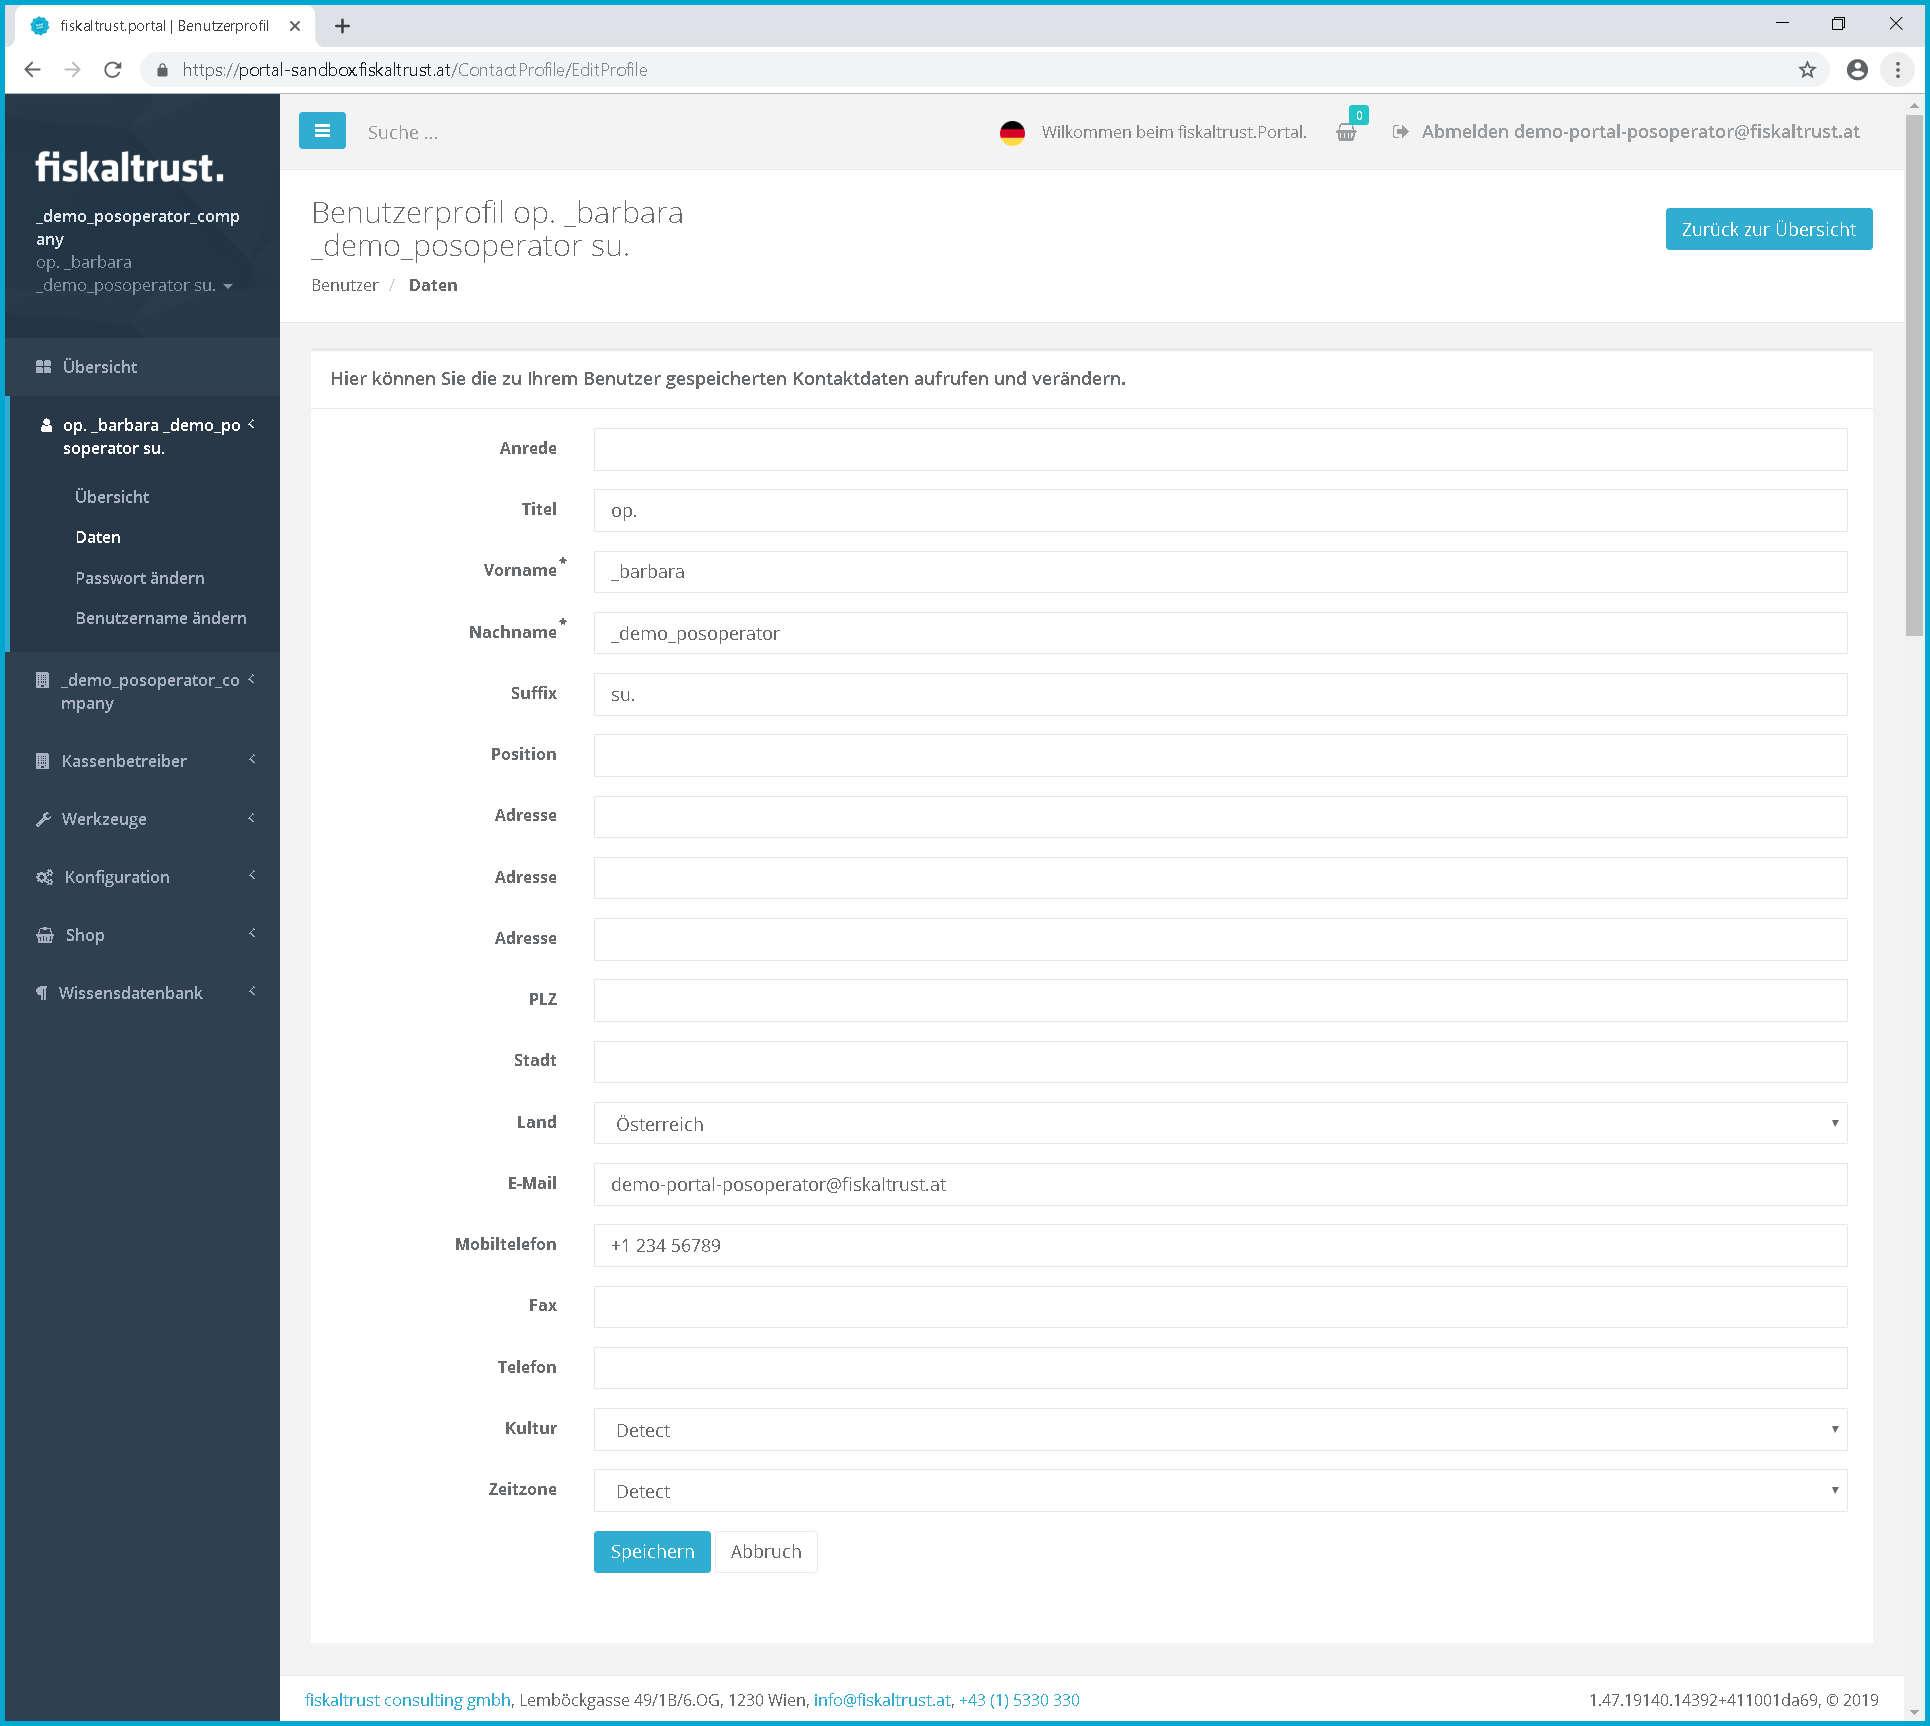 fiskaltrust.portal | Benutzerprofil
https://portal-sandbox.fiskaltrust.at/ContactProfile/EditProfile
fiskaltrust.
_demo_posoperator_comp
any
op. _barbara
_demo_posoperator su.
Übersicht
op. _barbara _demo_po
soperator su.
Übersicht
Daten
Passwort ändern
Benutzername ändern
_demo_posoperator_co
mpany
Kassenbetreiber
Werkzeuge
Konfiguration
Shop
Wissensdatenbank
Suche ...
Wilkommen beim fiskaltrust.Portal.
0
Abmelden demo-portal-posoperator@fiskaltrust.at
Benutzerprofil op. _barbara
_demo_posoperator su.
Benutzer / Daten
Zurück zur Übersicht
Hier können Sie die zu Ihrem Benutzer gespeicherten Kontaktdaten aufrufen und verändern.
Anrede
Titel op.
Vorname* _barbara
Nachname* _demo_posoperator
Suffix su.
Position
Adresse
Adresse
Adresse
PLZ
Stadt
Land Österreich
E-Mail demo-portal-posoperator@fiskaltrust.at
Mobiltelefon +1 234 56789
Fax
Telefon
Kultur Detect
Zeitzone Detect
Speichern Abbruch
fiskaltrust consulting gmbh, Lemböckgasse 49/1B/6.OG, 1230 Wien, info@fiskaltrust.at, +43 (1) 5330 330
1.47.19140.14392+411001da69, © 2019